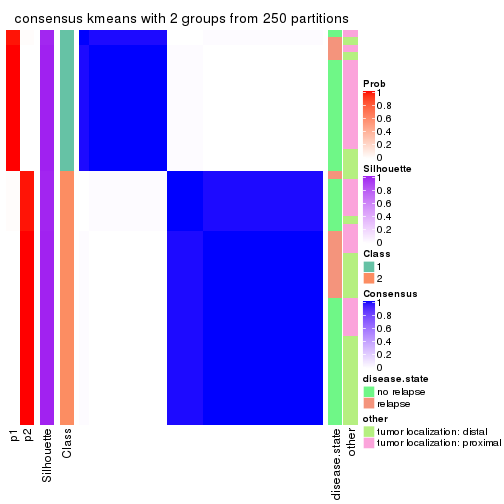 consensus kmeans with 2 groups from 250 partitions
Prob
1
0.8
0.6
0.4
0.2
0
Silhouette
1
0.8
0.6
0.4
0.2
0
Class
1
2
Consensus
1
0.8
0.6
0.4
0.2
0
disease.state
no relapse
relapse
other
tumor localization: distal
tumor localization: proximal
p1
p2
Silhouette
Class
disease.state
other